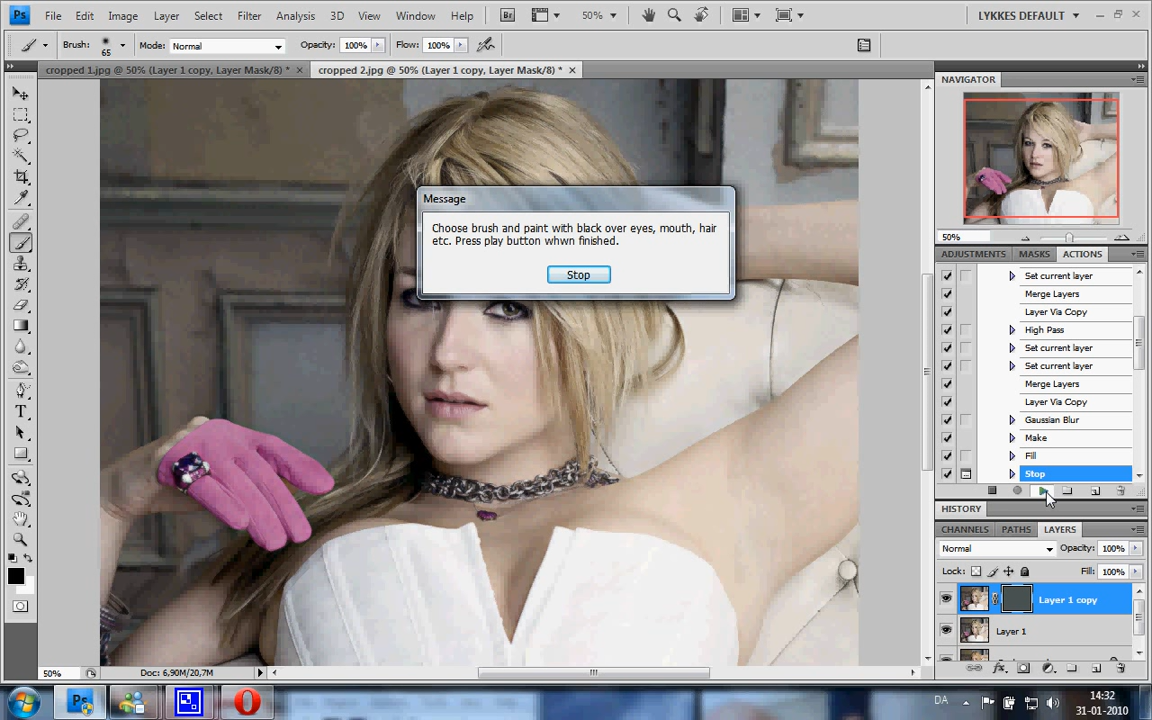 Ps File Edit Image Layer Select Filter Analysis 3D View Window Help Br 50% LYKKES DEFAULT
Brush: 65 Mode: Normal Opacity: 100% Flow: 100%
cropped 1.jpg @ 50% (Layer 1 copy, Layer Mask/8) * cropped 2.jpg @ 50% (Layer 1 copy, Layer Mask/8) *
NAVIGATOR
Message
Choose brush and paint with black over eyes, mouth, hair
etc. Press play button whwn finished.
Stop
50%
ADJUSTMENTS MASKS ACTIONS
Set current layer
Merge Layers
Layer Via Copy
High Pass
Set current layer
Set current layer
Merge Layers
Layer Via Copy
Gaussian Blur
Make
Fill
Stop
HISTORY
CHANNELS PATHS LAYERS
Normal Opacity: 100%
Lock: Fill: 100%
Layer 1 copy
Layer 1
T
50% Doc: 6,90M/20,7M
Ps DA 14:32
31-01-2010